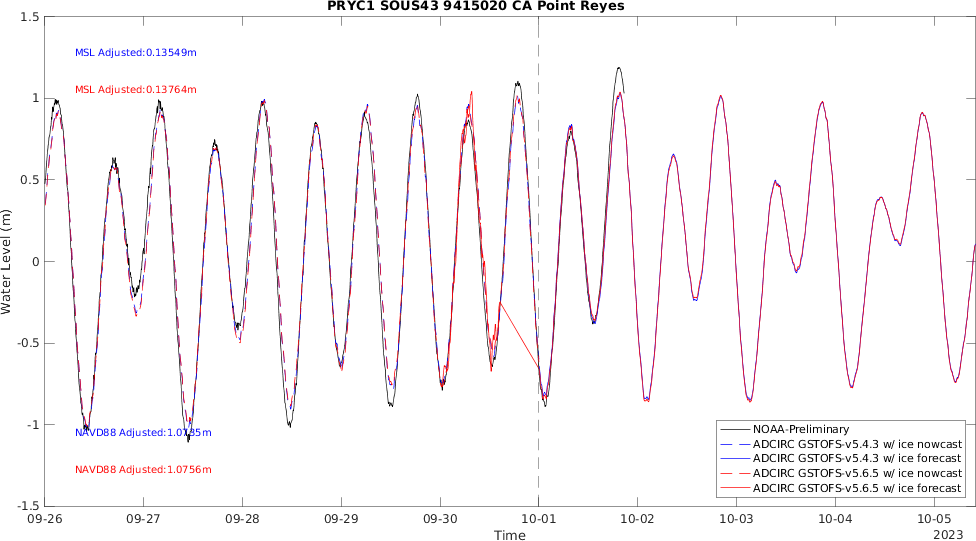 PRYC1 SOUS43 9415020 CA Point Reyes
MSL Adjusted:0.13549m
MSL Adjusted:0.13764m
NAVD88 Adjusted:1.0735m
NAVD88 Adjusted:1.0756m
Water Level (m)
1.5
1
0.5
0
-0.5
-1
-1.5
NOAA-Preliminary
ADCIRC GSTOFS-v5.4.3 w/ ice nowcast
ADCIRC GSTOFS-v5.4.3 w/ ice forecast
ADCIRC GSTOFS-v5.6.5 w/ ice nowcast
ADCIRC GSTOFS-v5.6.5 w/ ice forecast
09-26 09-27 09-28 09-29 09-30 10-01 10-02 10-03 10-04 10-05
Time
2023